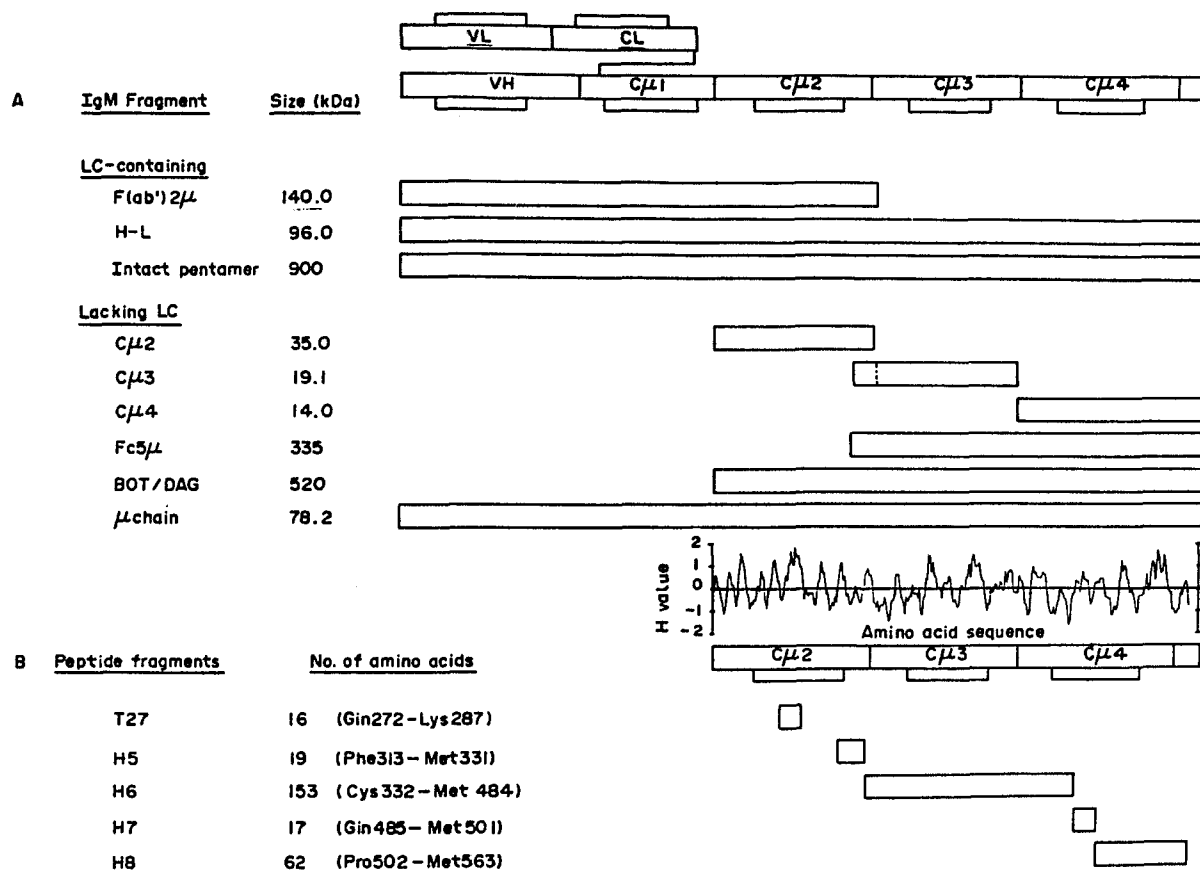 VL CL
VH Cμ1 Cμ2 Cμ3 Cμ4
A IgM Fragment Size (kDa)
LC-containing
F(ab')2μ 140.0
H-L 96.0
Intact pentamer 900
Lacking LC
Cμ2 35.0
Cμ3 19.1
Cμ4 14.0
Fc5μ 335
BOT/DAG 520
μchain 78.2
H value
2
1
0
-1
-2
Amino acid sequence
B Peptide fragments No. of amino acids
Cμ2 Cμ3 Cμ4
T27 16 (Gin272-Lys287)
H5 19 (Phe313-Met331)
H6 153 (Cys332-Met 484)
H7 17 (Gin485-Met501)
H8 62 (Pro502-Met563)